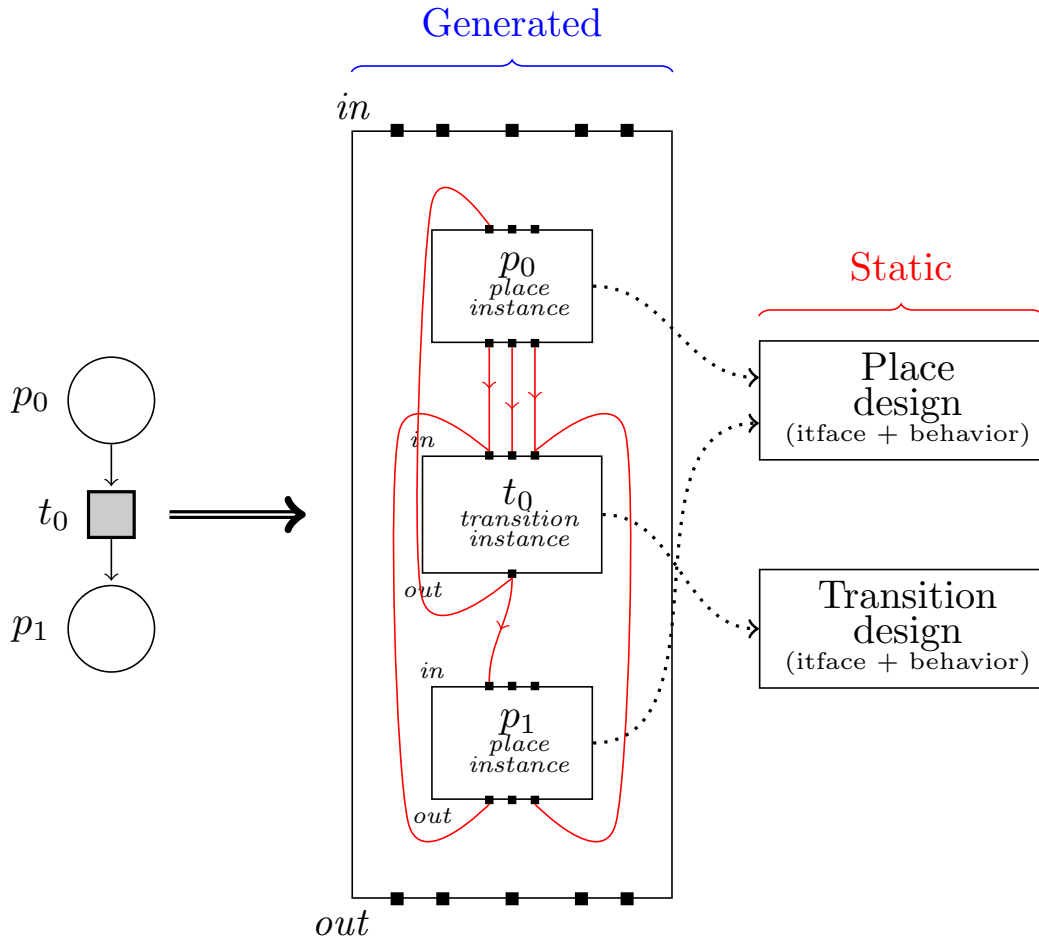 Generated
in
p0
place
instance
Static
Place
design
(itface + behavior)
p0
t0
p1
in
t0
transition
instance
out
Transition
design
(itface + behavior)
in
p1
place
instance
out
out